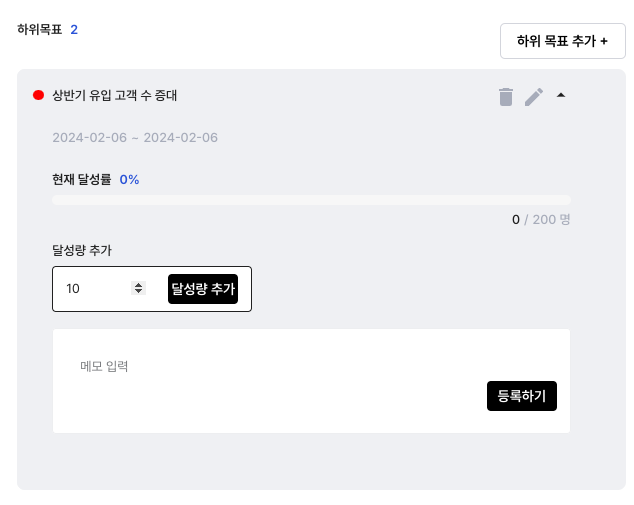 하위목표 2
하위 목표 추가 +
상반기 유입 고객 수 증대
2024-02-06 ~ 2024-02-06
현재 달성률 0%
0 / 200 명
달성량 추가
10
달성량 추가
메모 입력
등록하기